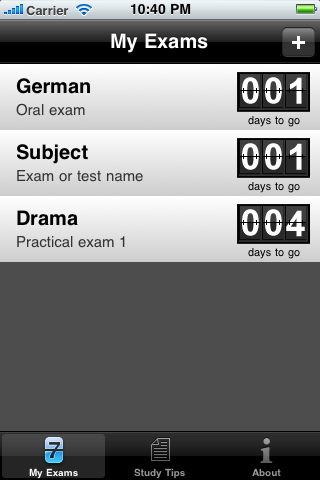 Carrier 10:40 PM
My Exams +
German
Oral exam
001
days to go
Subject
Exam or test name
001
days to go
Drama
Practical exam 1
004
days to go
7
My Exams Study Tips About